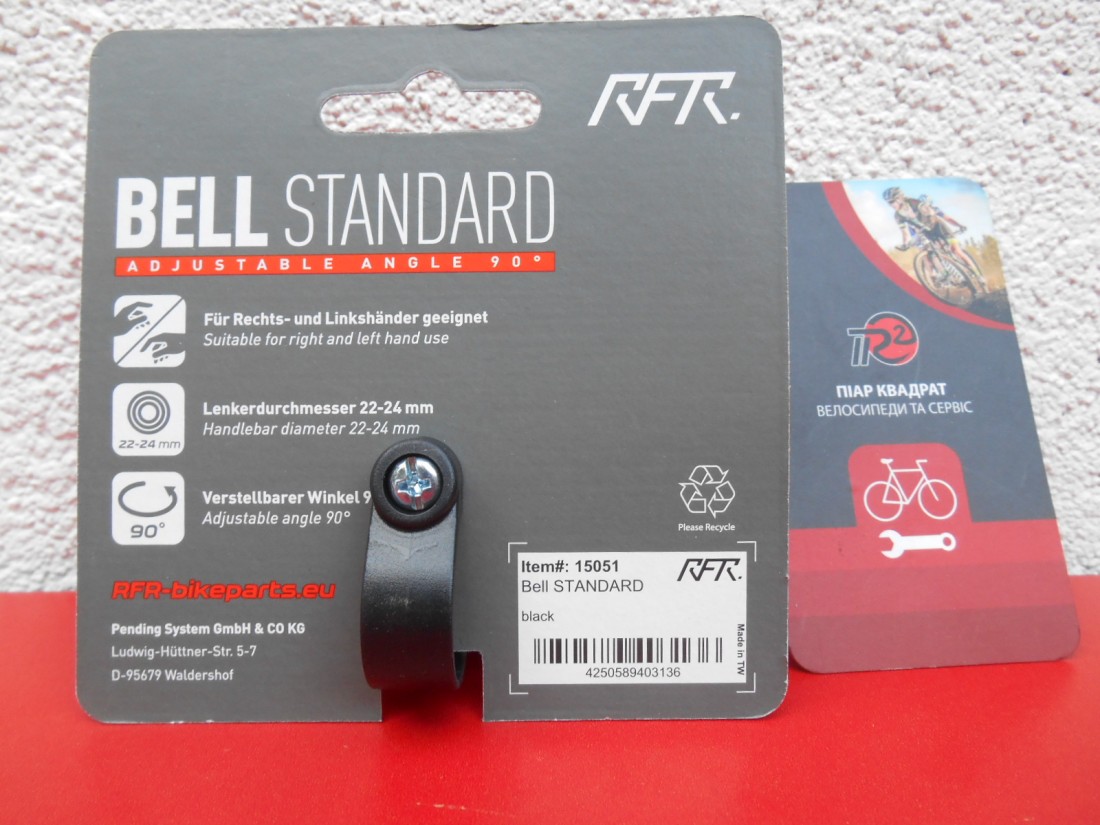 RFR.
BELL STANDARD
ADJUSTABLE ANGLE 90°
Für Rechts- und Linkshänder geeignet
Suitable for right and left hand use
22-24 mm
Lenkerdurchmesser 22-24 mm
Handlebar diameter 22-24 mm
90°
Verstellbarer Winkel 9
Adjustable angle 90°
Please Recycle
RFR-bikeparts.eu
Pending System GmbH & CO KG
Ludwig-Hüttner-Str. 5-7
D-95679 Waldershof
Item#: 15051
RFR.
Bell STANDARD
black
4250589403136
Made in TW
ПІАР КВАДРАТ
ВЕЛОСИПЕДИ ТА СЕРВІС